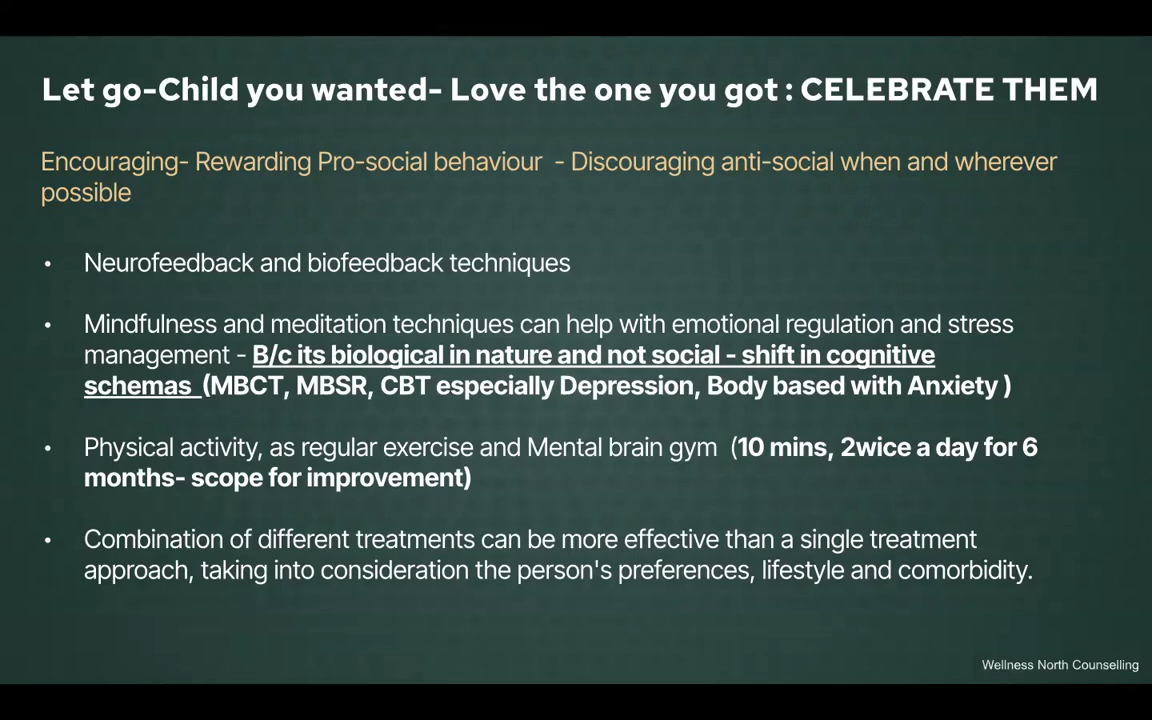 Let go-Child you wanted- Love the one you got : CELEBRATE THEM
Encouraging- Rewarding Pro-social behaviour  - Discouraging anti-social when and wherever
possible
• Neurofeedback and biofeedback techniques
• Mindfulness and meditation techniques can help with emotional regulation and stress
management - B/c its biological in nature and not social - shift in cognitive
schemas  (MBCT, MBSR, CBT especially Depression, Body based with Anxiety )
• Physical activity, as regular exercise and Mental brain gym  (10 mins, 2wice a day for 6
months- scope for improvement)
• Combination of different treatments can be more effective than a single treatment
approach, taking into consideration the person's preferences, lifestyle and comorbidity.
Wellness North Counselling